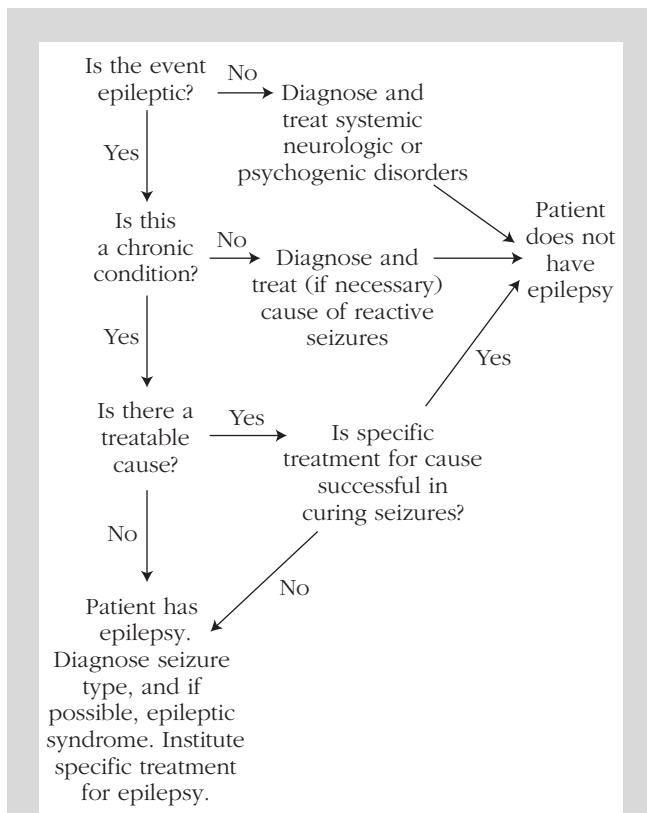 Is the event
epileptic?
No
Diagnose and
treat systemic
neurologic or
psychogenic disorders
Yes
Is this
a chronic
condition?
No
Diagnose and
treat (if necessary)
cause of reactive
seizures
Patient
does not
have
epilepsy
Yes
Yes
Is there a
treatable
cause?
Yes
Is specific
treatment for cause
successful in
curing seizures?
No
No
Patient has
epilepsy.
Diagnose seizure
type, and if
possible, epileptic
syndrome. Institute
specific treatment
for epilepsy.